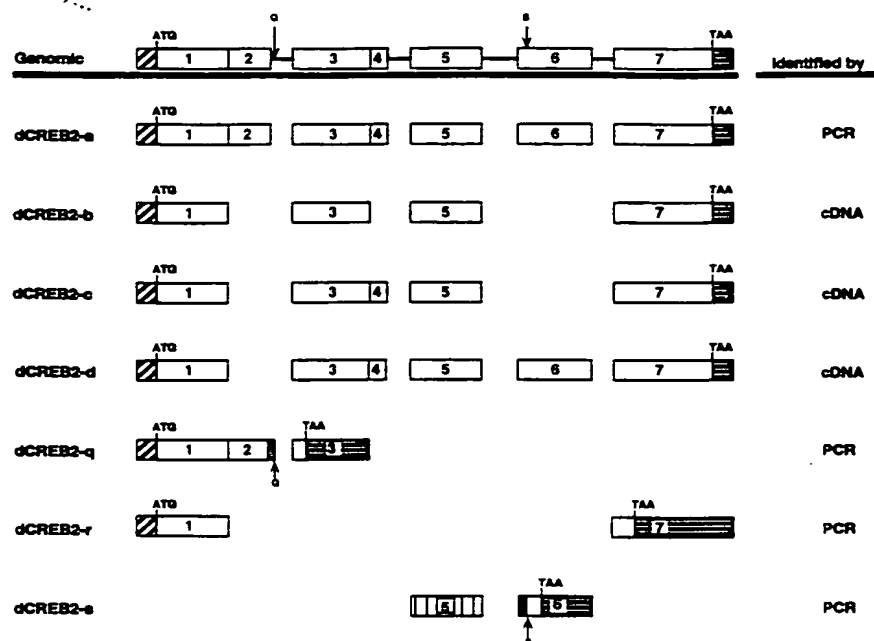 G s
ATG TAA
Genomic 1 2 3 4 5 6 7 Identified by
ATG TAA
dCREB2-a 1 2 3 4 5 6 7 PCR
ATG TAA
dCREB2-b 1 3 5 7 cDNA
ATG TAA
dCREB2-c 1 3 4 5 7 cDNA
ATG TAA
dCREB2-d 1 3 4 5 6 7 cDNA
ATG TAA
dCREB2-q 1 2 3 PCR
ATG TAA
dCREB2-r 1 7 PCR
TAA
dCREB2-s 5 6 PCR